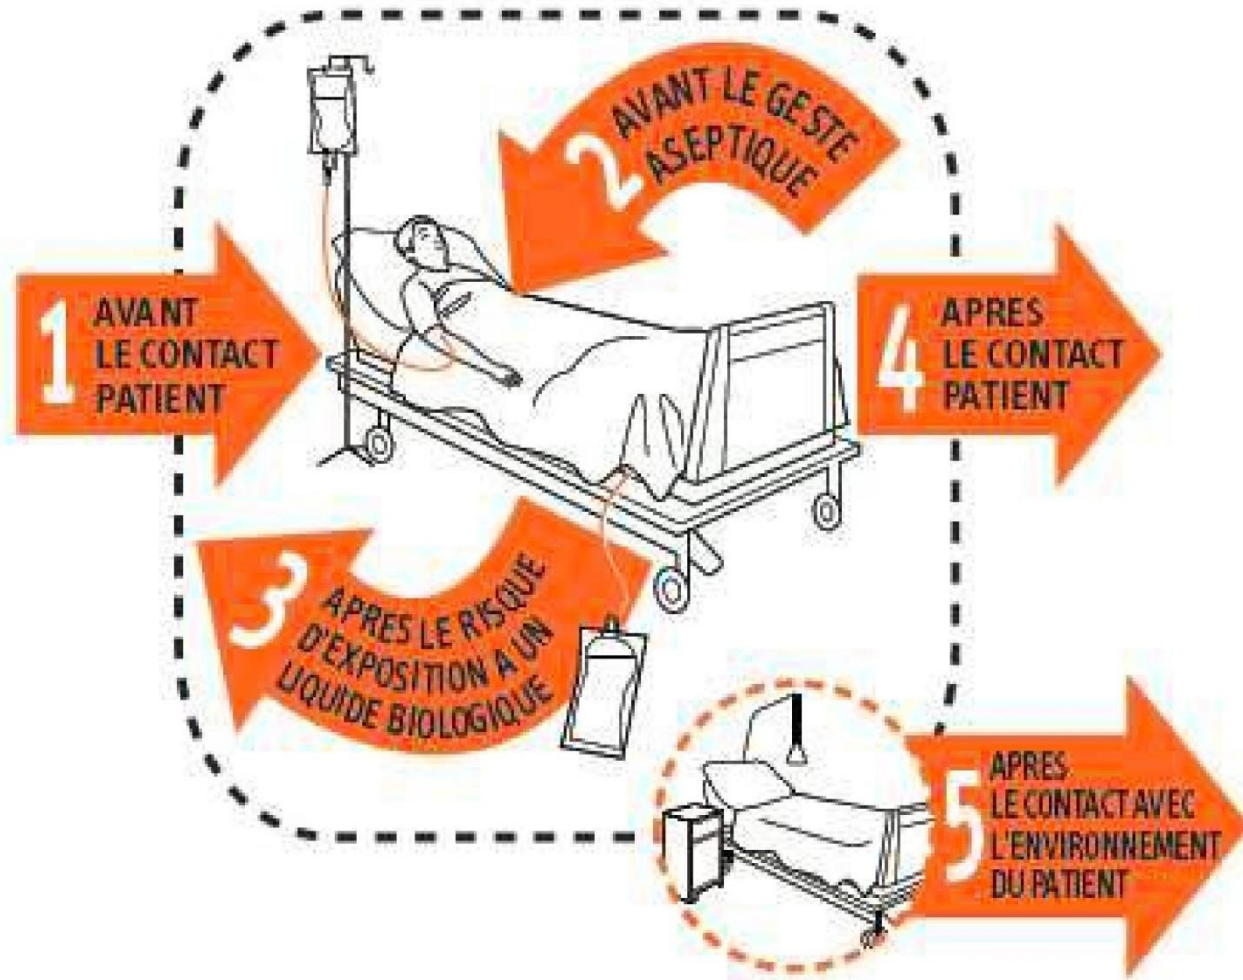 1
AVANT
LE CONTACT
PATIENT
2
AVANT LE GESTE
ASEPTIQUE
3
APRES LE RISQUE
D'EXPOSITION A UN
LIQUIDE BIOLOGIQUE
4
APRES
LE CONTACT
PATIENT
5
APRES
LE CONTACT AVEC
L'ENVIRONNEMENT
DU PATIENT